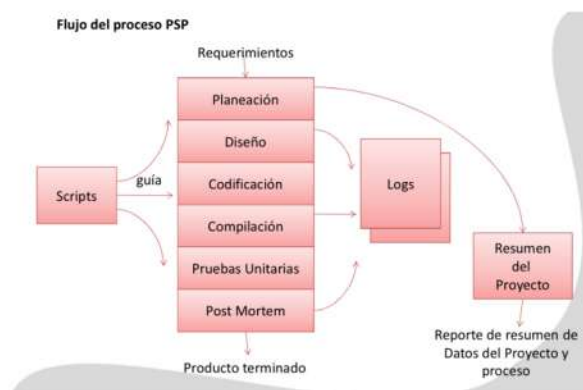 Flujo del proceso PSP
Requerimientos
Planeación
Diseño
Codificación
Compilación
Pruebas Unitarias
Post Mortem
Scripts
guía
Logs
Resumen
del
Proyecto
Producto terminado
Reporte de resumen de
Datos del Proyecto y
proceso